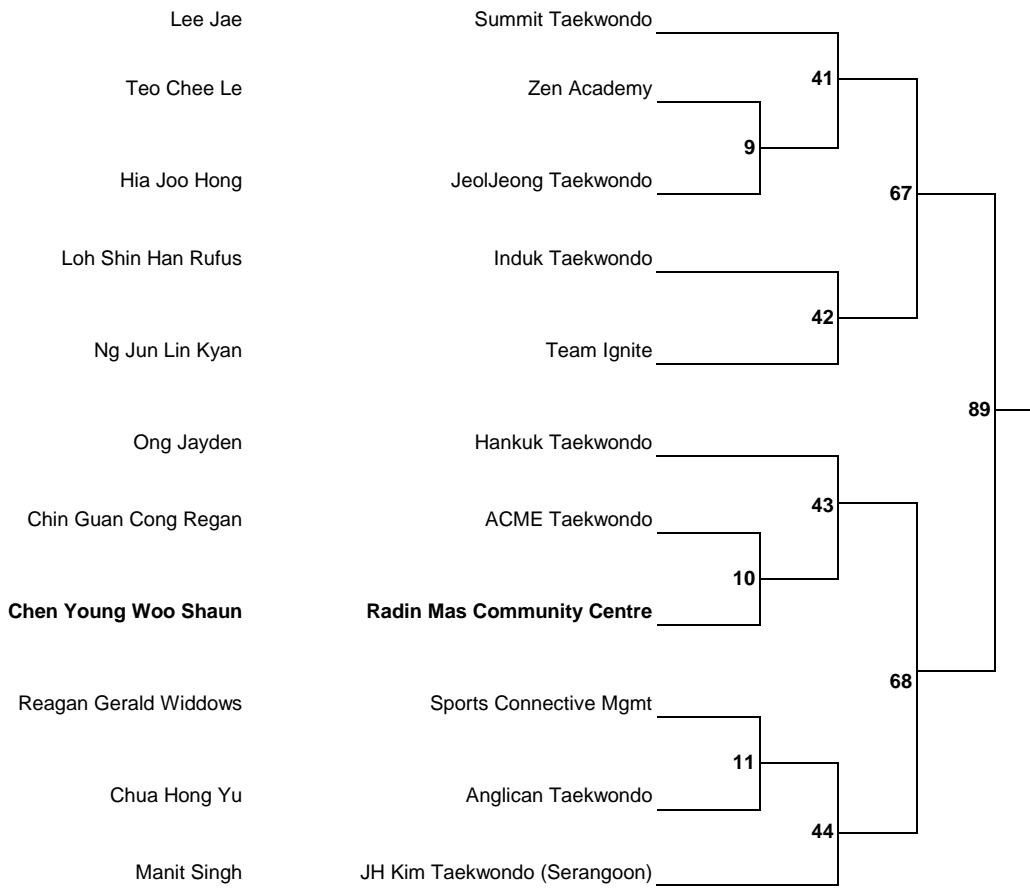 Lee Jae Summit Taekwondo
41
Teo Chee Le Zen Academy
9
Hia Joo Hong JeolJeong Taekwondo
67
Loh Shin Han Rufus Induk Taekwondo
42
Ng Jun Lin Kyan Team Ignite
89
Ong Jayden Hankuk Taekwondo
43
Chin Guan Cong Regan ACME Taekwondo
10
Chen Young Woo Shaun Radin Mas Community Centre
68
Reagan Gerald Widdows Sports Connective Mgmt
11
Chua Hong Yu Anglican Taekwondo
44
Manit Singh JH Kim Taekwondo (Serangoon)